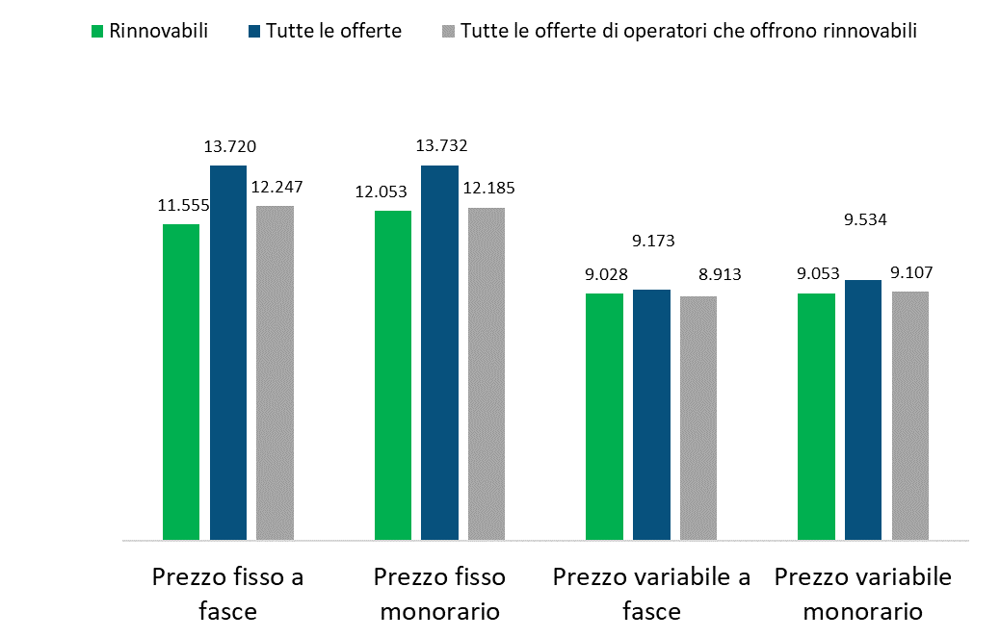 Rinnovabili Tutte le offerte Tutte le offerte di operatori che offrono rinnovabili
13.720 13.732
11.555 12.247 12.053 12.185
9.173 9.534
9.028 8.913 9.053 9.107
Prezzo fisso a Prezzo fisso Prezzo variabile a Prezzo variabile
fasce monorario fasce monorario